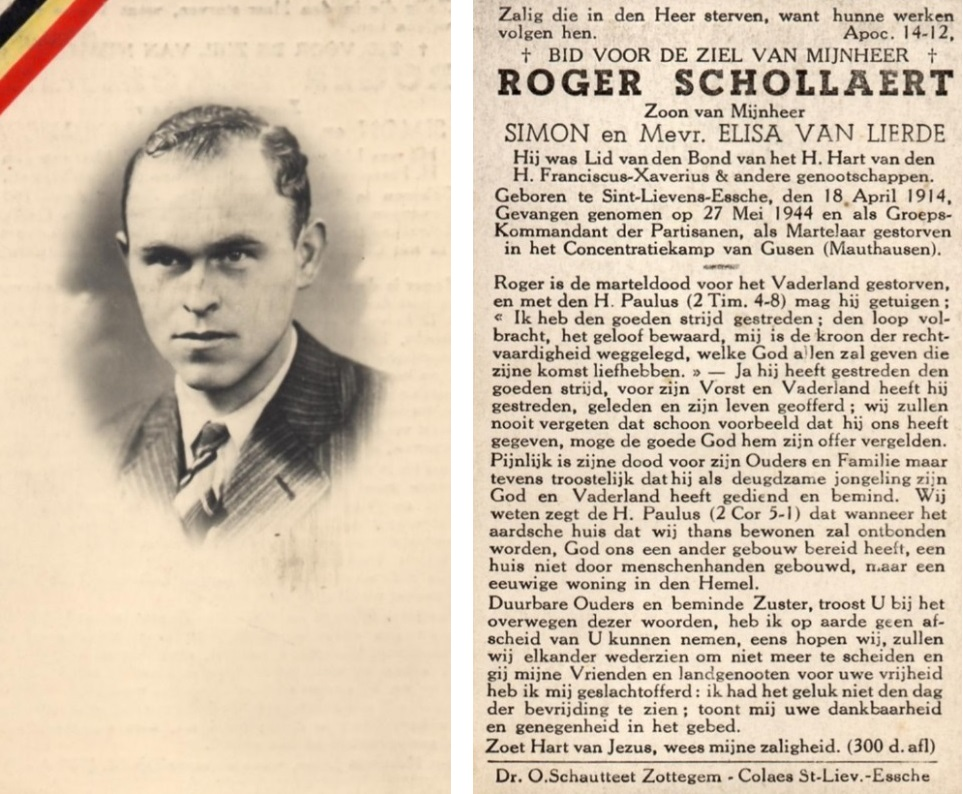 Zalig die in den Heer sterven, want hunne werken
volgen hen. Apoc. 14-12,
† BID VOOR DE ZIEL VAN MIJNHEER †
ROGER SCHOLLAERT
Zoon van Mijnheer
SIMON en Mevr. ELISA VAN LIERDE
Hij was Lid van den Bond van het H. Hart van den
H. Franciscus-Xaverius & andere genootschappen.
Geboren te Sint-Lievens-Essche, den 18 April 1914,
Gevangen genomen op 27 Mei 1944 en als Groeps-
Kommandant der Partisanen, als Martelaar gestorven
in het Concentratiekamp van Gusen (Mauthausen).
Roger is de marteldood voor het Vaderland gestorven,
en met den H. Paulus (2 Tim. 4-8) mag hij getuigen ;
« Ik heb den goeden strijd gestreden ; den loop vol-
bracht, het geloof bewaard, mij is de kroon der recht-
vaardigheid weggelegd, welke God allen zal geven die
zijne komst liefhebben. » — Ja hij heeft gestreden den
goeden strijd, voor zijn Vorst en Vaderland heeft hij
gestreden, geleden en zijn leven geofferd ; wij zullen
nooit vergeten dat schoon voorbeeld dat hij ons heeft
gegeven, moge de goede God hem zijn offer vergelden.
Pijnlijk is zijne dood voor zijn Ouders en Familie maar
tevens troostelijk dat hij als deugdzame jongeling zijn
God en Vaderland heeft gediend en bemind. Wij
weten zegt de H. Paulus (2 Cor 5-1) dat wanneer het
aardsche huis dat wij thans bewonen zal ontbonden
worden, God ons een ander gebouw bereid heeft, een
huis niet door menschenhanden gebouwd, maar een
eeuwige woning in den Hemel.
Duurbare Ouders en beminde Zuster, troost U bij het
overwegen dezer woorden, heb ik op aarde geen af-
scheid van U kunnen nemen, eens hopen wij, zullen
wij elkander wederzien om niet meer te scheiden en
gij mijne Vrienden en landgenooten voor uwe vrijheid
heb ik mij geslachtofferd : ik had het geluk niet den dag
der bevrijding te zien ; toont mij uwe dankbaarheid
en genegenheid in het gebed.
Zoet Hart van Jezus, wees mijne zaligheid. (300 d. afl)
Dr. O.Schautteet Zottegem - Colaes St-Liev.-Essche